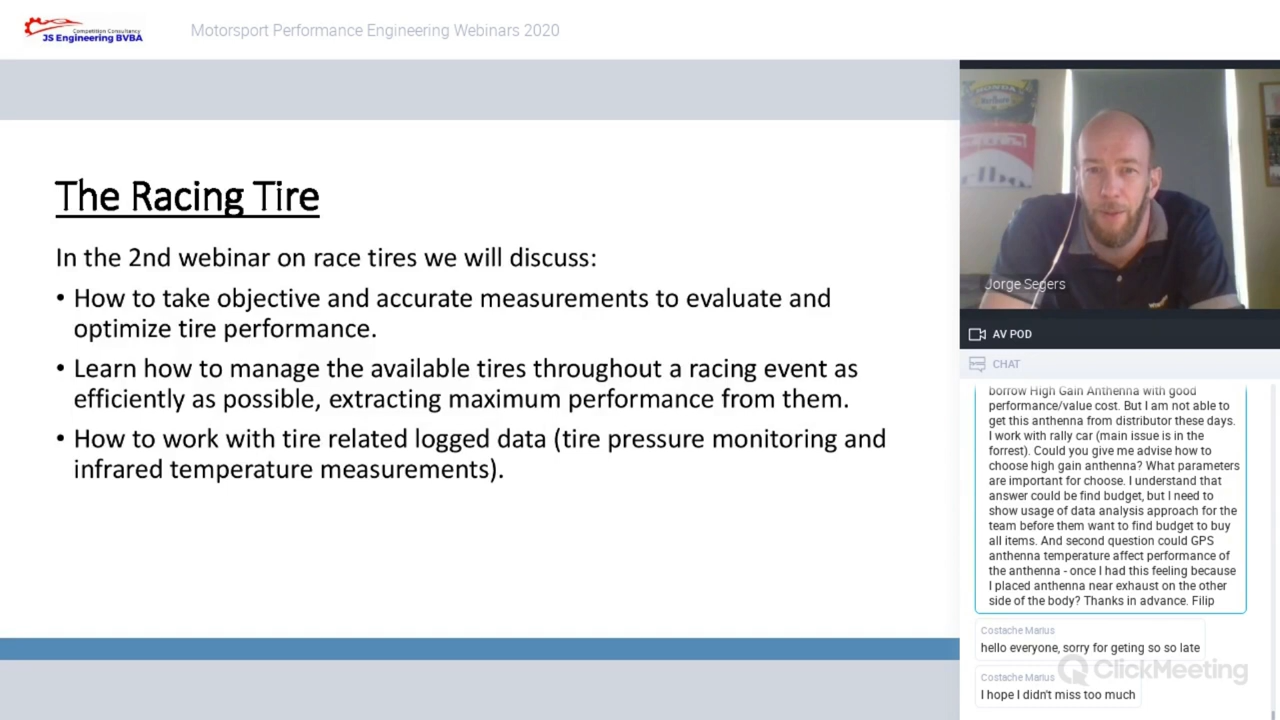 Competition Consultancy
JS Engineering BVBA
Motorsport Performance Engineering Webinars 2020
The Racing Tire
In the 2nd webinar on race tires we will discuss:
• How to take objective and accurate measurements to evaluate and
optimize tire performance.
• Learn how to manage the available tires throughout a racing event as
efficiently as possible, extracting maximum performance from them.
• How to work with tire related logged data (tire pressure monitoring and
infrared temperature measurements).
HONDA
Jorge Segers
AV POD
CHAT
borrow High Gain Anthenna with good
performance/value cost. But I am not able to
get this anthenna from distributor these days.
I work with rally car (main issue is in the
forrest). Could you give me advise how to
choose high gain anthenna? What parameters
are important for choose. I understand that
answer could be find budget, but I need to
show usage of data analysis approach for the
team before them want to find budget to buy
all items. And second question could GPS
anthenna temperature affect performance of
the anthenna - once I had this feeling because
I placed anthenna near exhaust on the other
side of the body? Thanks in advance. Filip
Costache Marius
hello everyone, sorry for geting so so late
Costache Marius
I hope I didn't miss too much
ClickMeeting